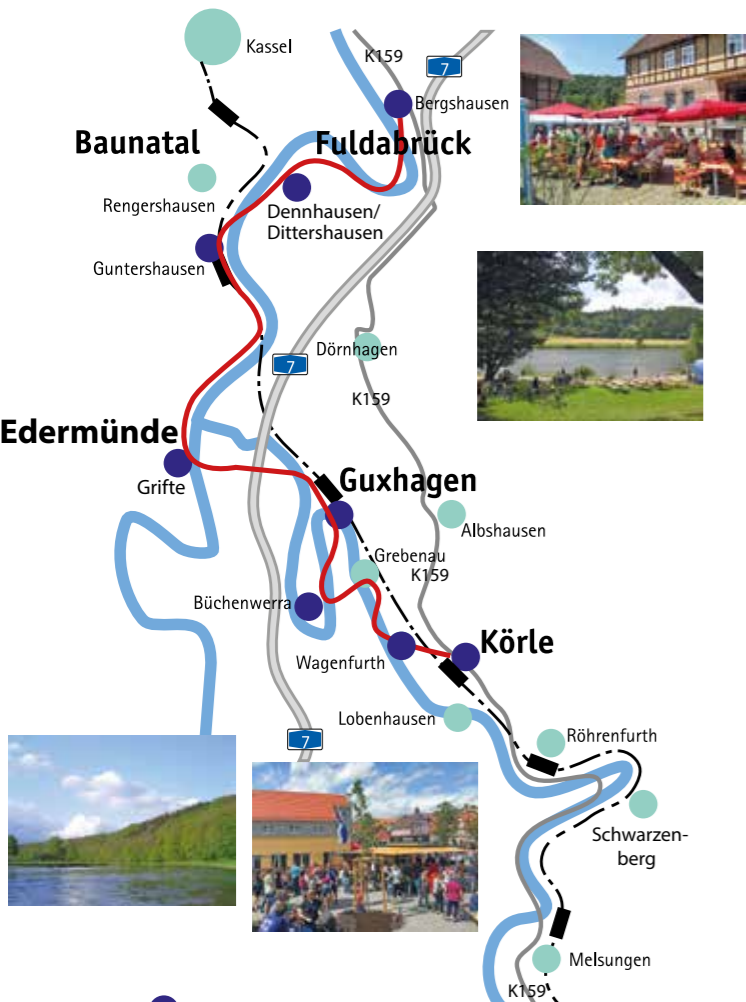 Kassel
K159
7
Bergshausen
Baunatal
Fuldabrück
Rengershausen
Dennhausen/
Dittershausen
Guntershausen
Dörnhagen
7
K159
Edermünde
Grifte
Guxhagen
Albshausen
Grebenau
K159
Büchenwerra
Körle
Wagenfurth
Lobenhausen
7
Röhrenfurth
Schwarzen-
berg
Melsungen
K159